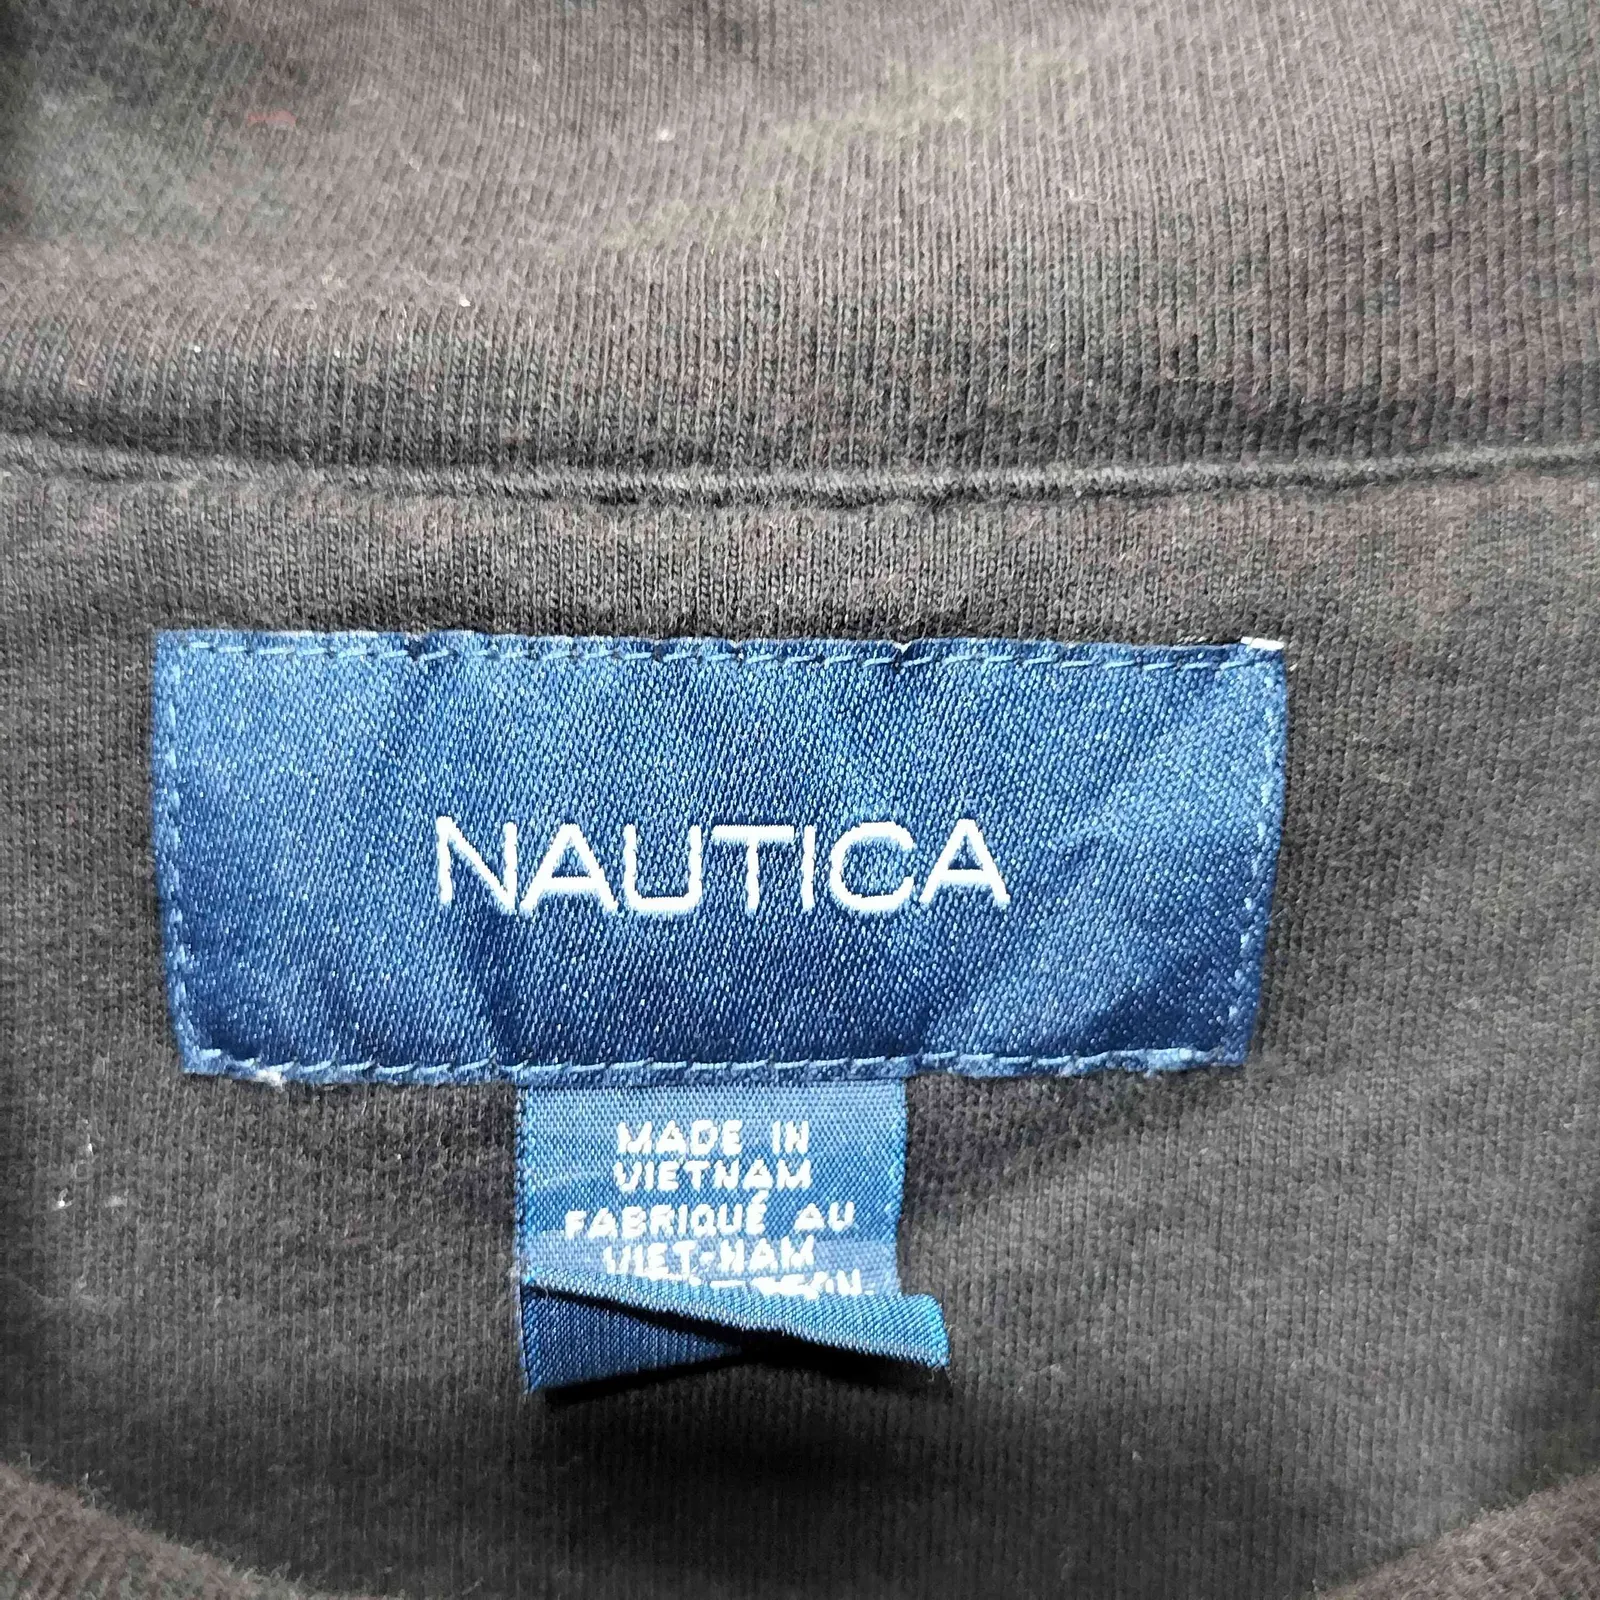 NAUTICA
MADE IN
VIETNAM
FABRIQUÉ AU
VIET-NAM